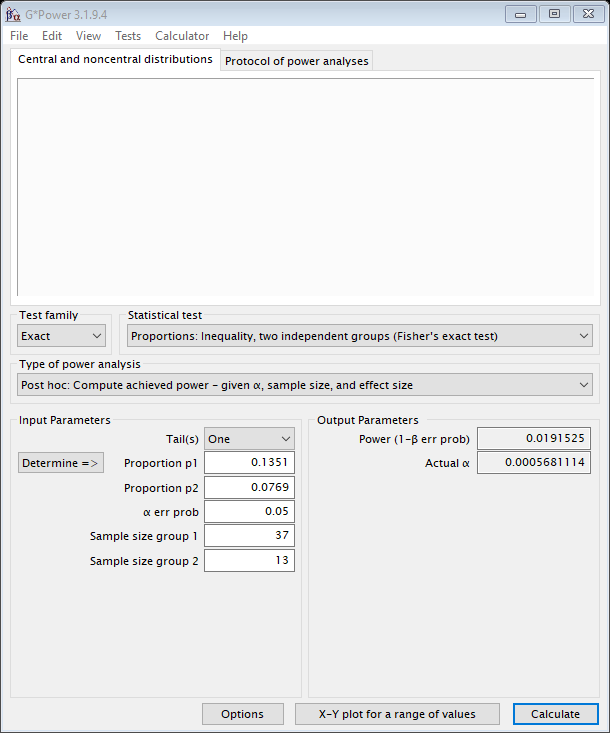 G*Power 3.1.9.4
File Edit View Tests Calculator Help
Central and noncentral distributions Protocol of power analyses
Test family Statistical test
Exact Proportions: Inequality, two independent groups (Fisher's exact test)
Type of power analysis
Post hoc: Compute achieved power – given α, sample size, and effect size
Input Parameters Output Parameters
Tail(s) One Power (1-β err prob) 0.0191525
Determine => Proportion p1 0.1351 Actual α 0.0005681114
Proportion p2 0.0769
α err prob 0.05
Sample size group 1 37
Sample size group 2 13
Options X-Y plot for a range of values Calculate